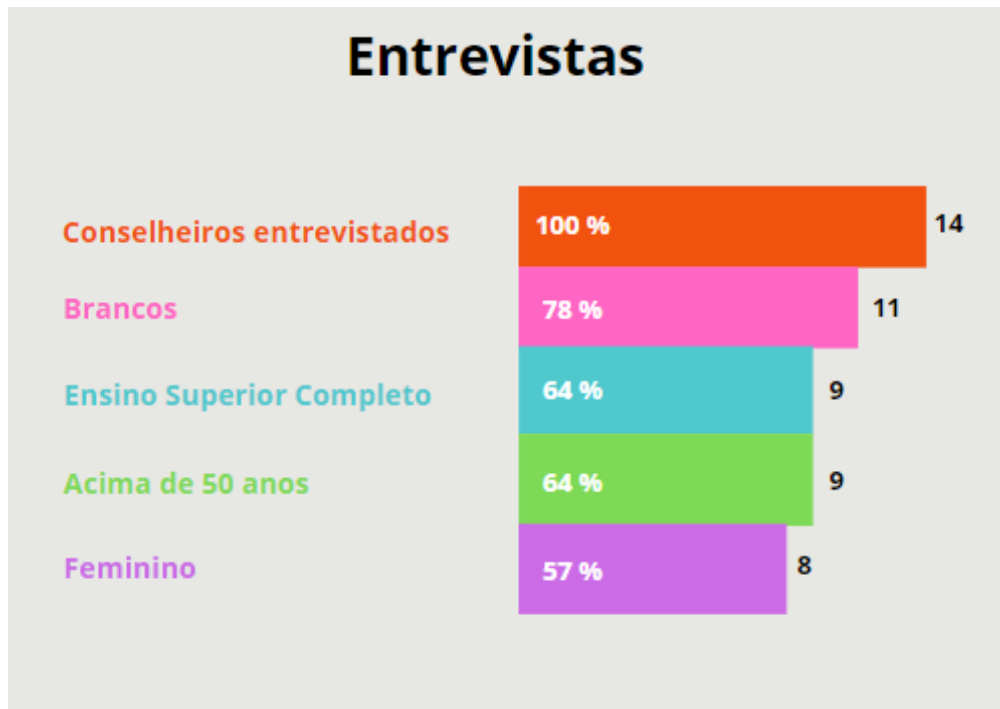 Entrevistas
Conselheiros entrevistados 100 % 14
Brancos 78 % 11
Ensino Superior Completo 64 % 9
Acima de 50 anos 64 % 9
Feminino 57 % 8